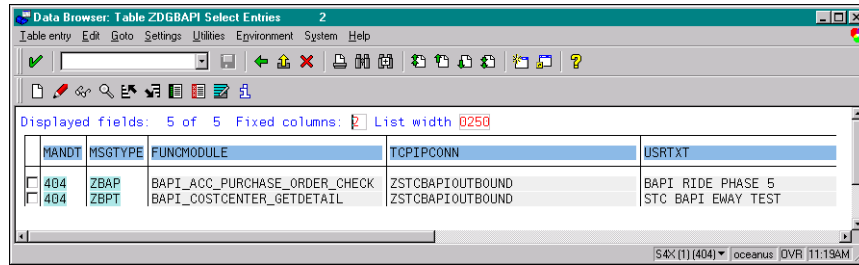 Data Browser: Table ZDGBAPI Select Entries 2
Table entry Edit Goto Settings Utilities Environment System Help
Displayed fields: 5 of 5 Fixed columns: 2 List width 0250
MANDT MSGTYPE FUNCMODULE TCPIPCONN USRTXT
404 ZBAP BAPI_ACC_PURCHASE_ORDER_CHECK ZSTCBAPIOUTBOUND BAPI RIDE PHASE 5
404 ZBPT BAPI_COSTCENTER_GETDETAIL ZSTCBAPIOUTBOUND STC BAPI EWAY TEST
S4X (1) (404) oceanus OVR 11:19AM